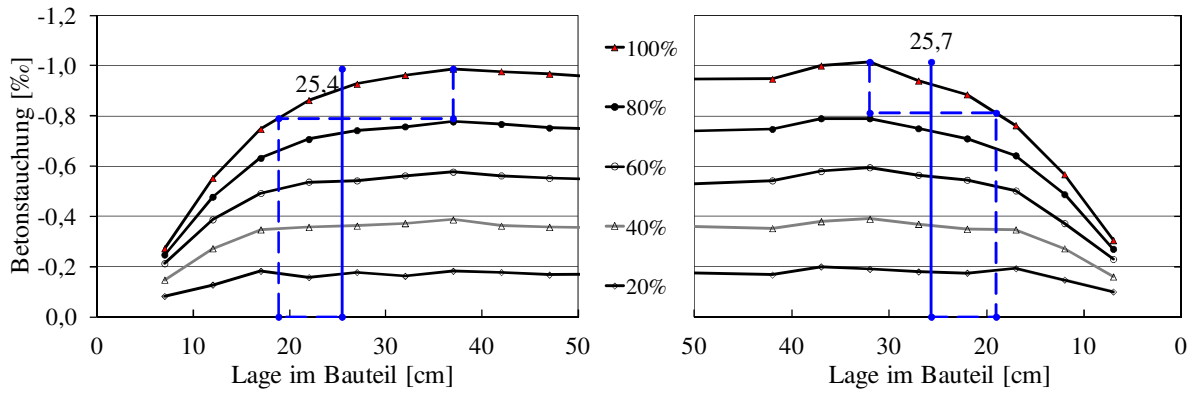 Betonstauchung [‰]
-1,2
-1,0
-0,8
-0,6
-0,4
-0,2
0,0
25,4
0 10 20 30 40 50
Lage im Bauteil [cm]
100%
80%
60%
40%
20%
25,7
50 40 30 20 10 0
Lage im Bauteil [cm]